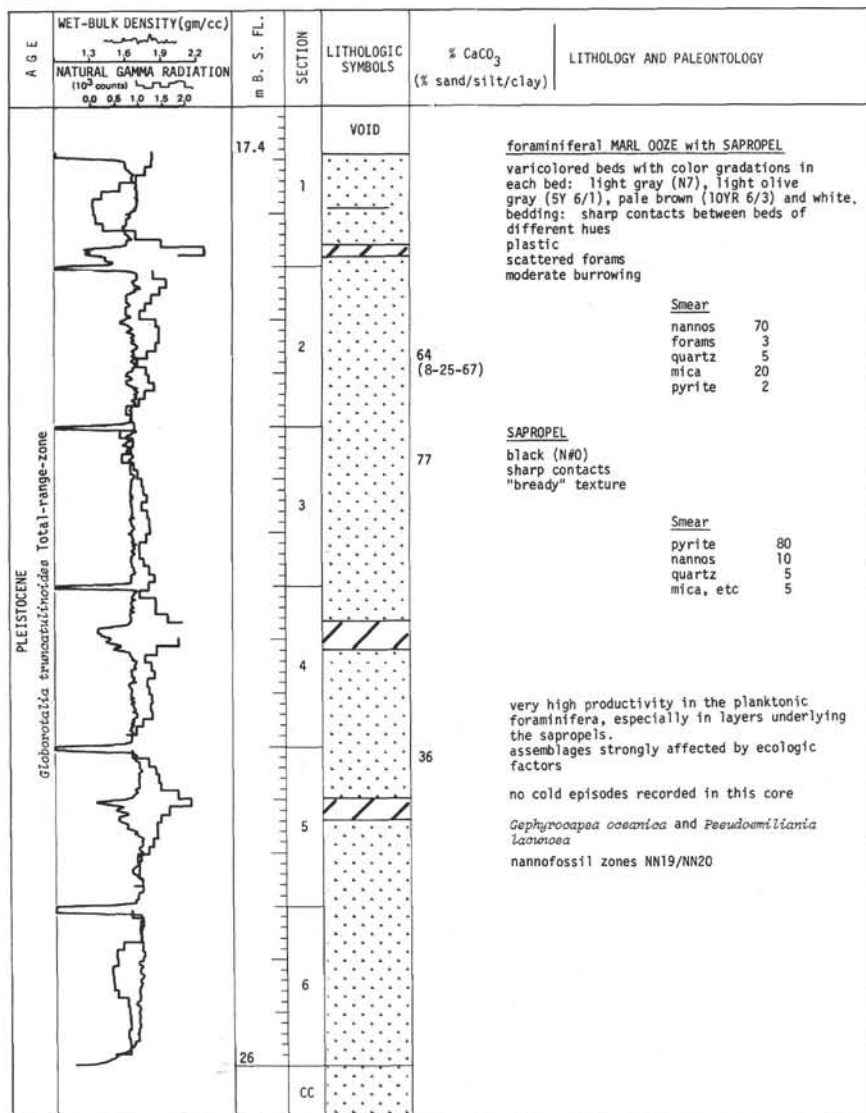 AGE
WET-BULK DENSITY(gm/cc)
1.3 1.6 1.9 2.2
NATURAL GAMMA RADIATION
(10³ counts)
0.0 0.5 1.0 1.5 2.0
m B. S. FL.
SECTION
LITHOLOGIC
SYMBOLS
% CaCO₃
(% sand/silt/clay)
LITHOLOGY AND PALEONTOLOGY
PLEISTOCENE
Globorotalia truncatulinoides Total-range-zone
17.4
VOID
1
foraminiferal MARL OOZE with SAPROPEL
varicolored beds with color gradations in
each bed: light gray (N7), light olive
gray (5Y 6/1), pale brown (10YR 6/3) and white.
bedding: sharp contacts between beds of
different hues
plastic
scattered forams
moderate burrowing
Smear
nannos 70
forams 3
quartz 5
mica 20
pyrite 2
2
64
(8-25-67)
SAPROPEL
black (N#0)
sharp contacts
"bready" texture
77
3
Smear
pyrite 80
nannos 10
quartz 5
mica, etc 5
4
very high productivity in the planktonic
foraminifera, especially in layers underlying
the sapropels.
assemblages strongly affected by ecologic
factors
36
no cold episodes recorded in this core
5
Gephyrocapsa oceanica and Pseudoemiliania
lacunosa
nannofossil zones NN19/NN20
6
26
CC